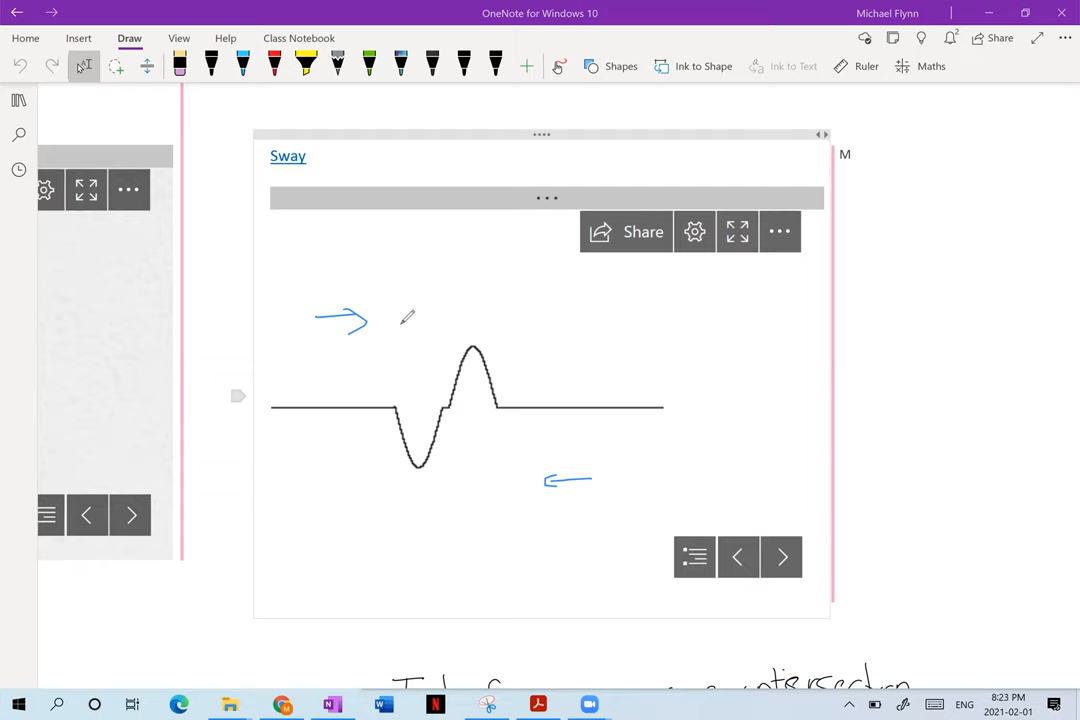 OneNote for Windows 10
Michael Flynn
Home Insert Draw View Help Class Notebook
Share
Shapes Ink to Shape Ink to Text Ruler Maths
Sway
M
Share
intersection
8:23 PM
ENG
2021-02-01